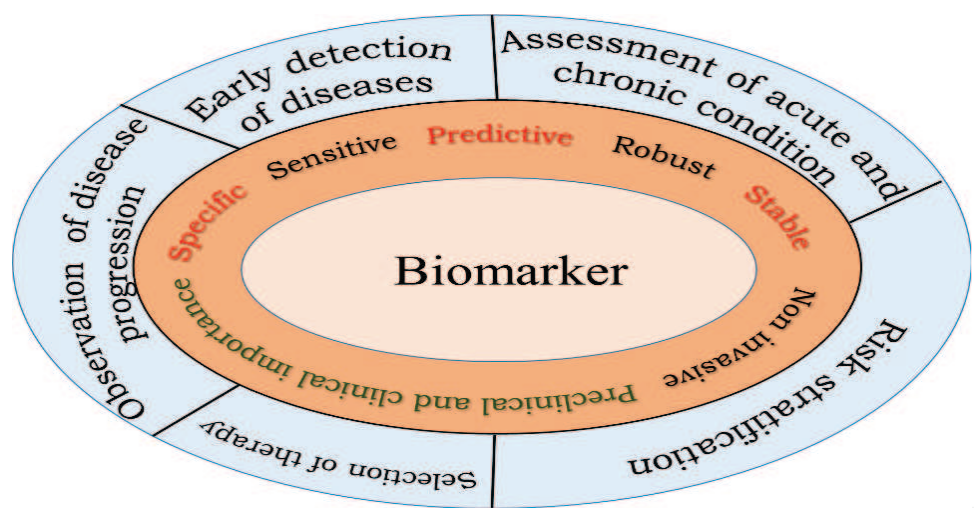 Early detection
of diseases
Assessment of acute and
chronic condition
Risk stratification
Selection of therapy
Observation of disease
progression
Specific
Sensitive
Predictive
Robust
Stable
Non invasive
Preclinical and clinical importance
Biomarker